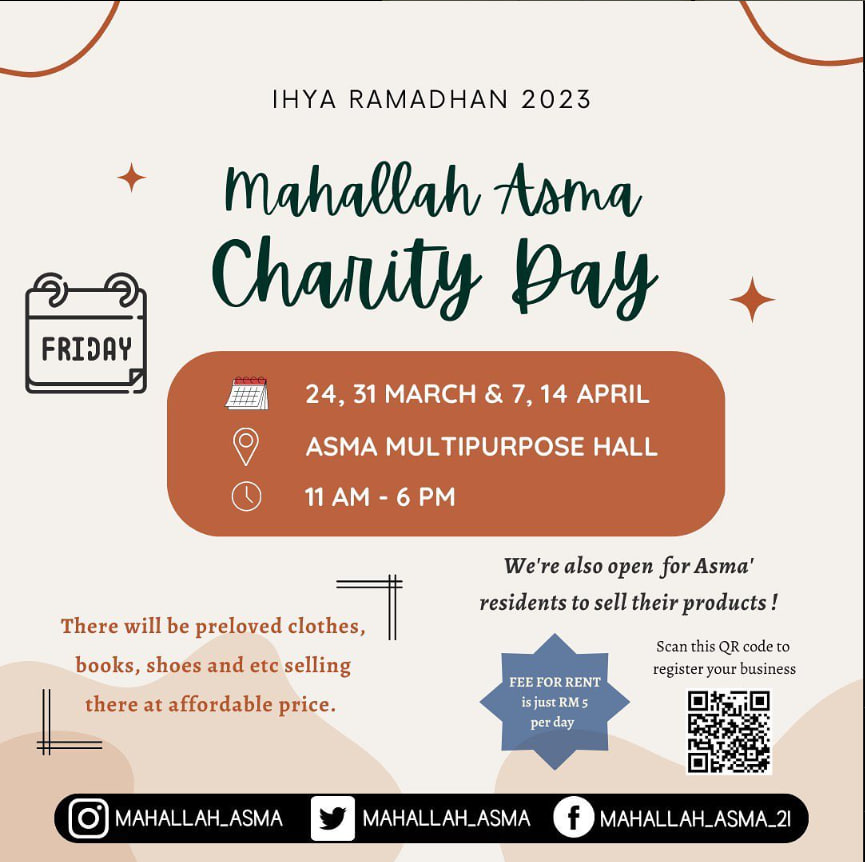 IHYA RAMADHAN 2023
Mahallah Asma
Charity Day
FRIDAY
24, 31 MARCH & 7, 14 APRIL
ASMA MULTIPURPOSE HALL
11 AM - 6 PM
We're also open for Asma'
residents to sell their products !
There will be preloved clothes,
books, shoes and etc selling
there at affordable price.
FEE FOR RENT
is just RM 5
per day
Scan this QR code to
register your business
MAHALLAH_ASMA
MAHALLAH_ASMA
MAHALLAH_ASMA_21